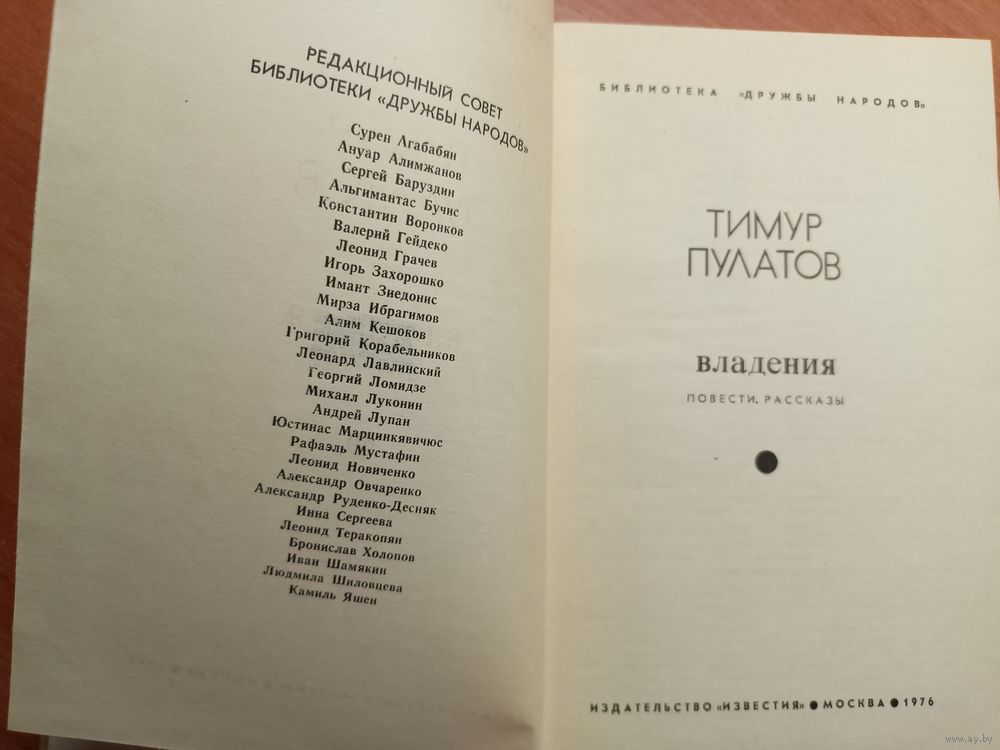 РЕДАКЦИОННЫЙ СОВЕТ
БИБЛИОТЕКИ «ДРУЖБЫ НАРОДОВ»
Сурен Агабабян
Ануар Алимжанов
Сергей Баруздин
Альгимантас Бучис
Константин Воронков
Валерий Гейдеко
Леонид Грачев
Игорь Захорошко
Имант Зиедонис
Мирза Ибрагимов
Алим Кешоков
Григорий Корабельников
Леонард Лавлинский
Георгий Ломидзе
Михаил Луконин
Андрей Лупан
Юстинас Марцинкявичюс
Рафаэль Мустафин
Леонид Новиченко
Александр Овчаренко
Александр Руденко-Десняк
Инна Сергеева
Леонид Теракопян
Бронислав Холопов
Иван Шамякин
Людмила Шиловцева
Камиль Яшен
БИБЛИОТЕКА «ДРУЖБЫ НАРОДОВ»
ТИМУР
ПУЛАТОВ
владения
ПОВЕСТИ, РАССКАЗЫ
ИЗДАТЕЛЬСТВО «ИЗВЕСТИЯ» ● МОСКВА ● 1976
www.ay.by